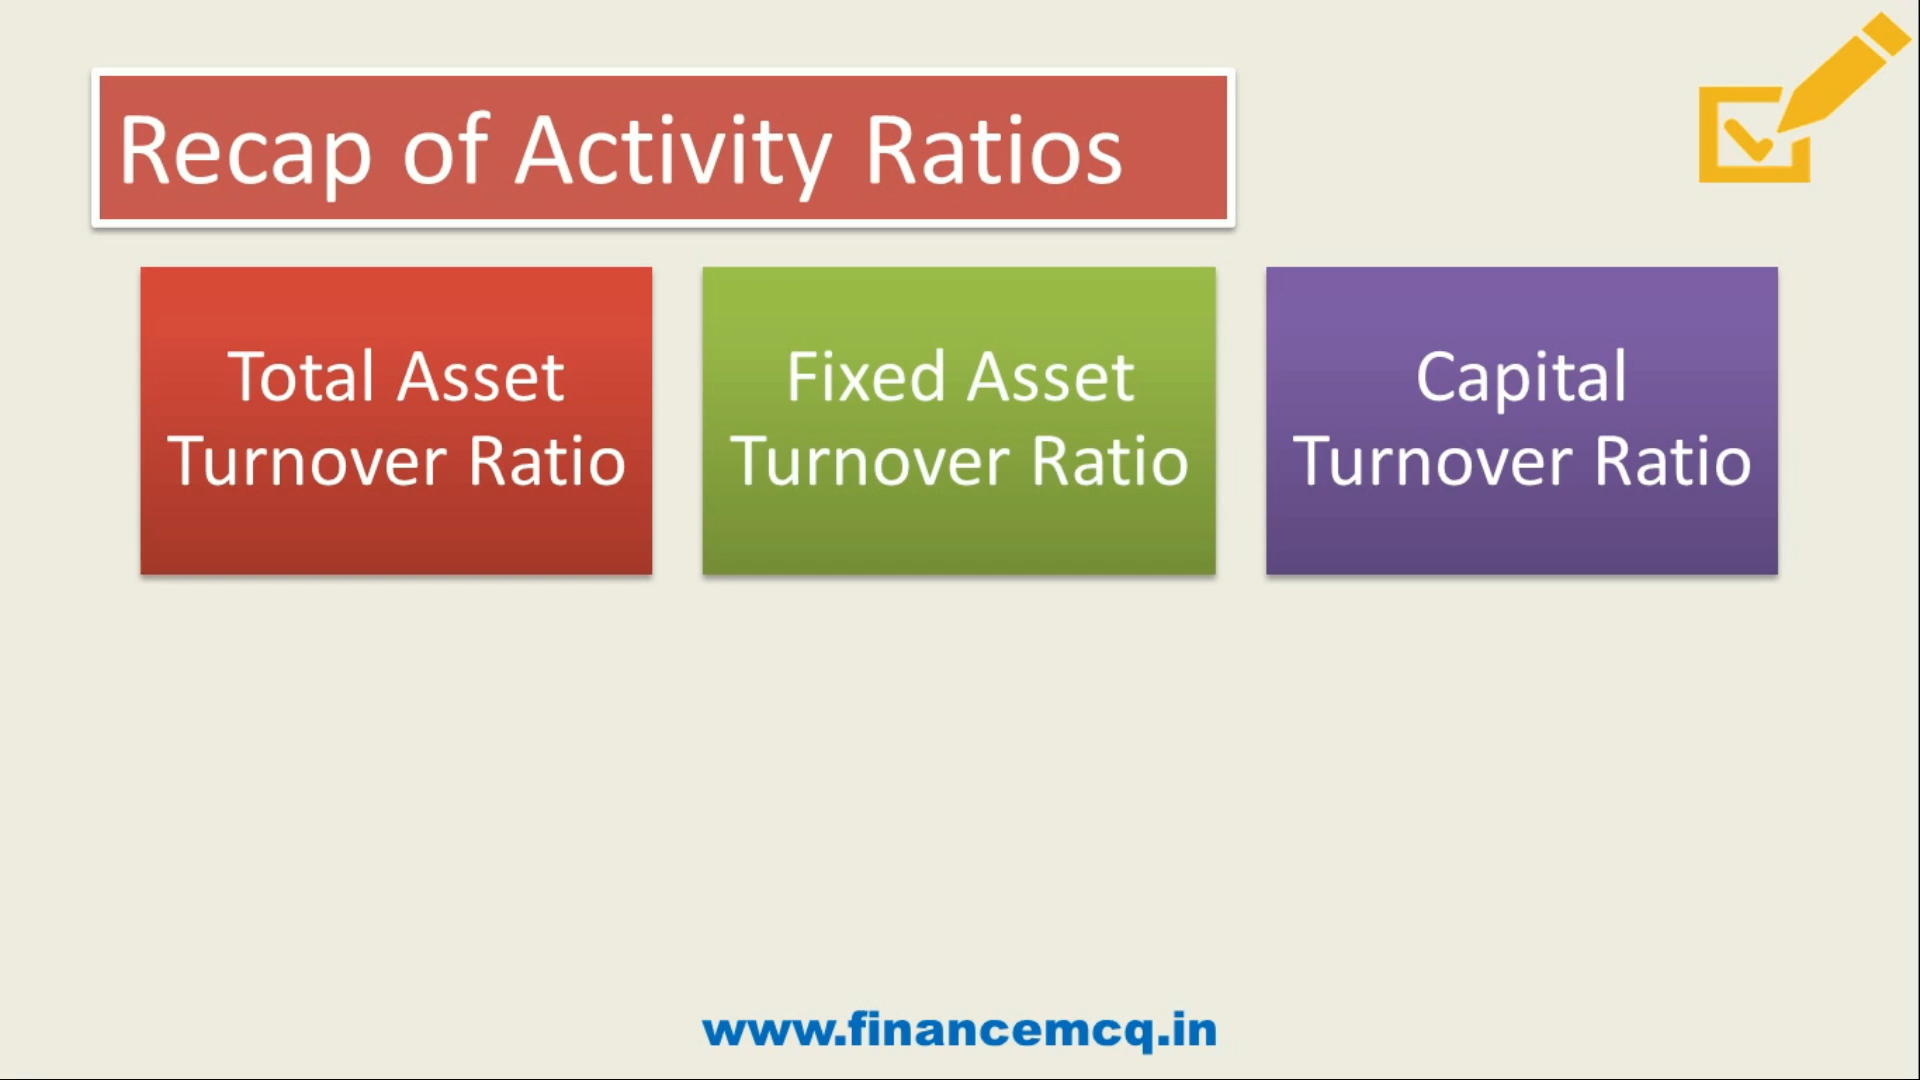 Recap of Activity Ratios
Total Asset
Turnover Ratio
Fixed Asset
Turnover Ratio
Capital
Turnover Ratio
www.financemcq.in